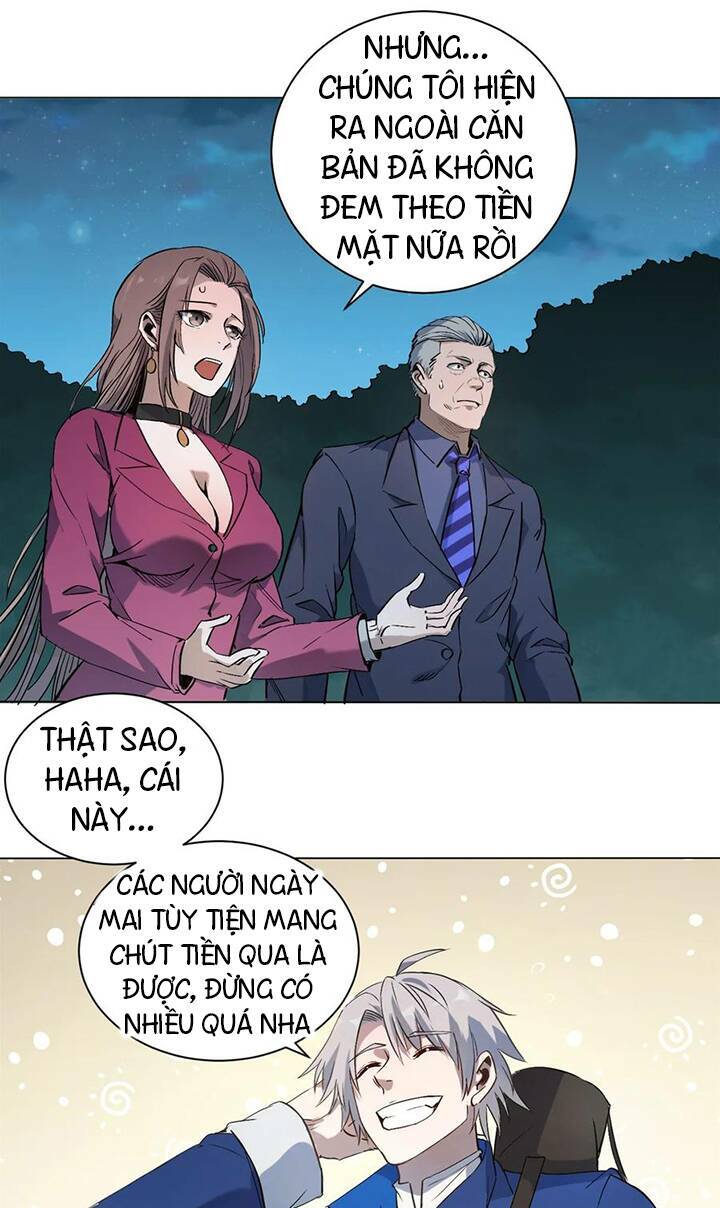 NHƯNG...
CHÚNG TÔI HIỆN
RA NGOÀI CĂN
BẢN ĐÃ KHÔNG
ĐEM THEO TIỀN
MẶT NỮA RỒI
THẬT SAO,
HAHA, CÁI
NÀY...
CÁC NGƯỜI NGÀY
MAI TÙY TIỆN MANG
CHÚT TIỀN QUA LÀ
ĐƯỢC, ĐỪNG CÓ
NHIỀU QUÁ NHA